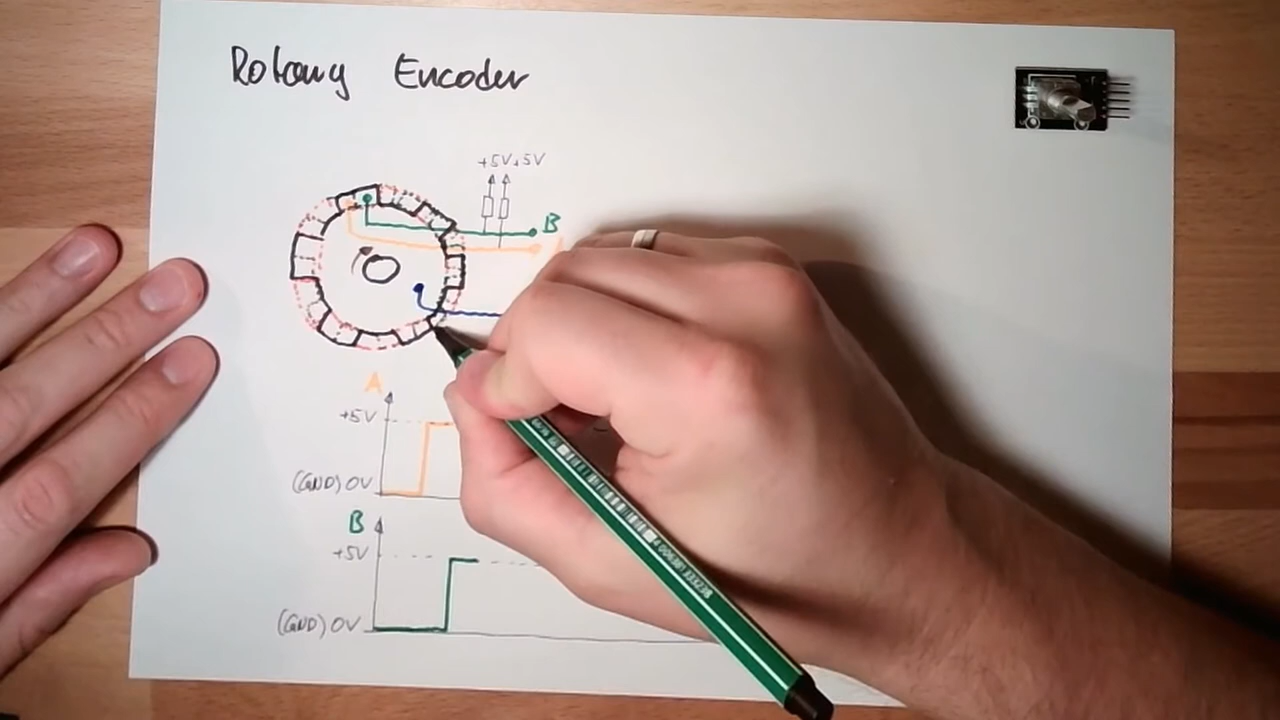 Rotary Encoder
+5V +5V
B
A
+5V
(GND) 0V
B
+5V
(GND) 0V